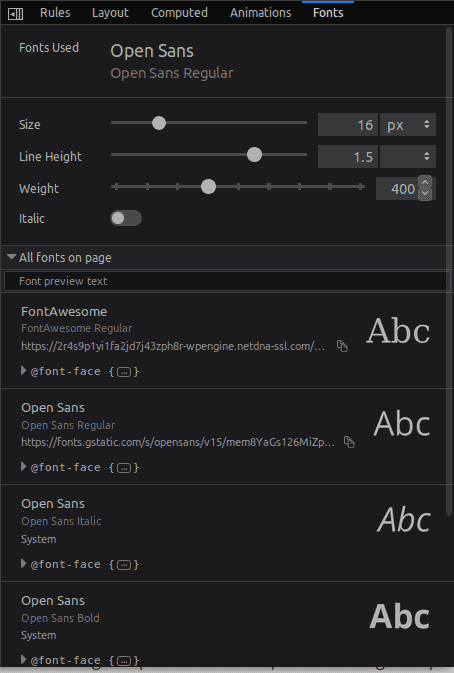 Rules Layout Computed Animations Fonts
Fonts Used Open Sans
Open Sans Regular
Size 16 px
Line Height 1.5
Weight 400
Italic
All fonts on page
Font preview text
FontAwesome
FontAwesome Regular
https://2r4s9p1yi1fa2jd7j43zph8r-wpengine.netdna-ssl.com/…
Abc
@font-face {…}
Open Sans
Open Sans Regular
https://fonts.gstatic.com/s/opensans/v15/mem8YaGs126MiZp…
Abc
@font-face {…}
Open Sans
Open Sans Italic
System
Abc
@font-face {…}
Open Sans
Open Sans Bold
System
Abc
@font-face {…}